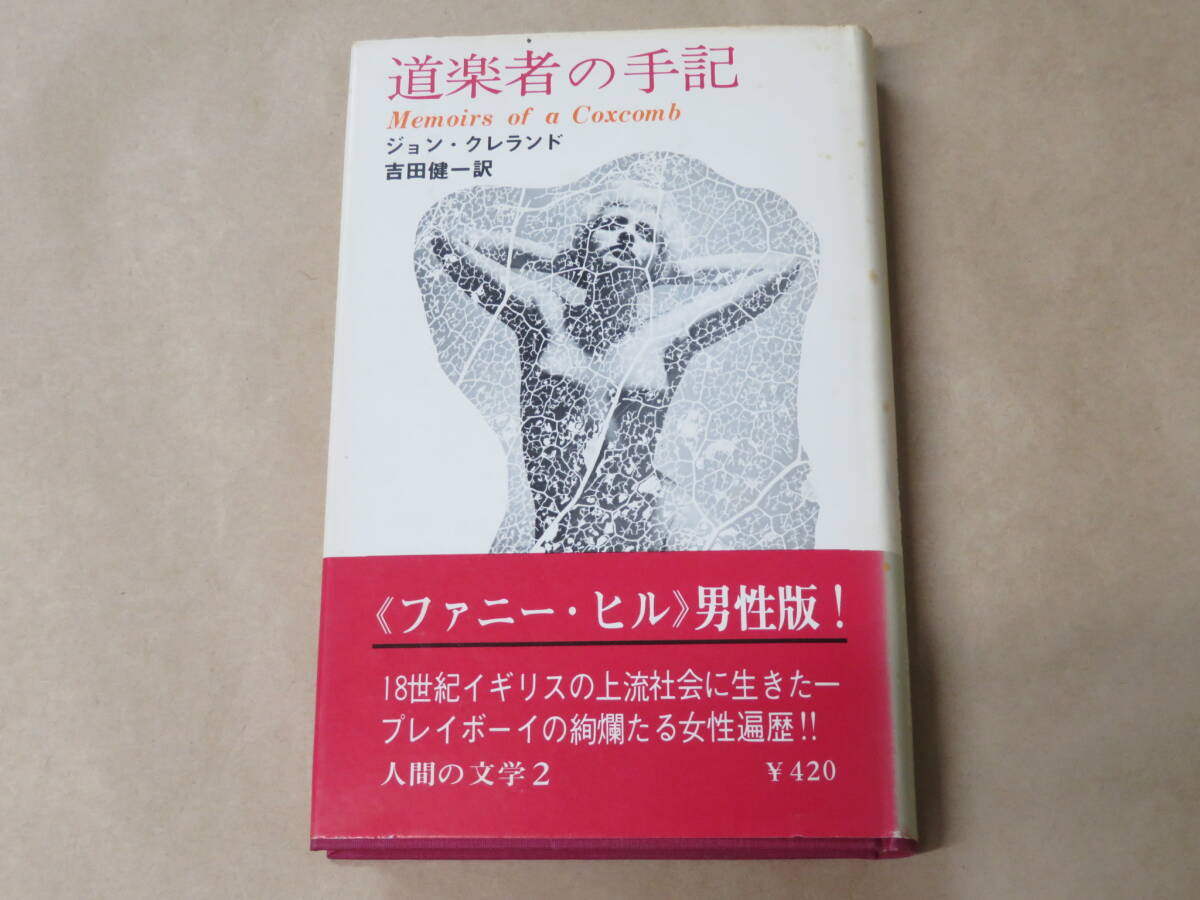 道楽者の手記
Memoirs of a Coxcomb
ジョン・クレランド
吉田健一訳
《ファニー・ヒル》男性版!
18世紀イギリスの上流社会に生きた一
プレイボーイの絢爛たる女性遍歴!!
人間の文学2 ¥420